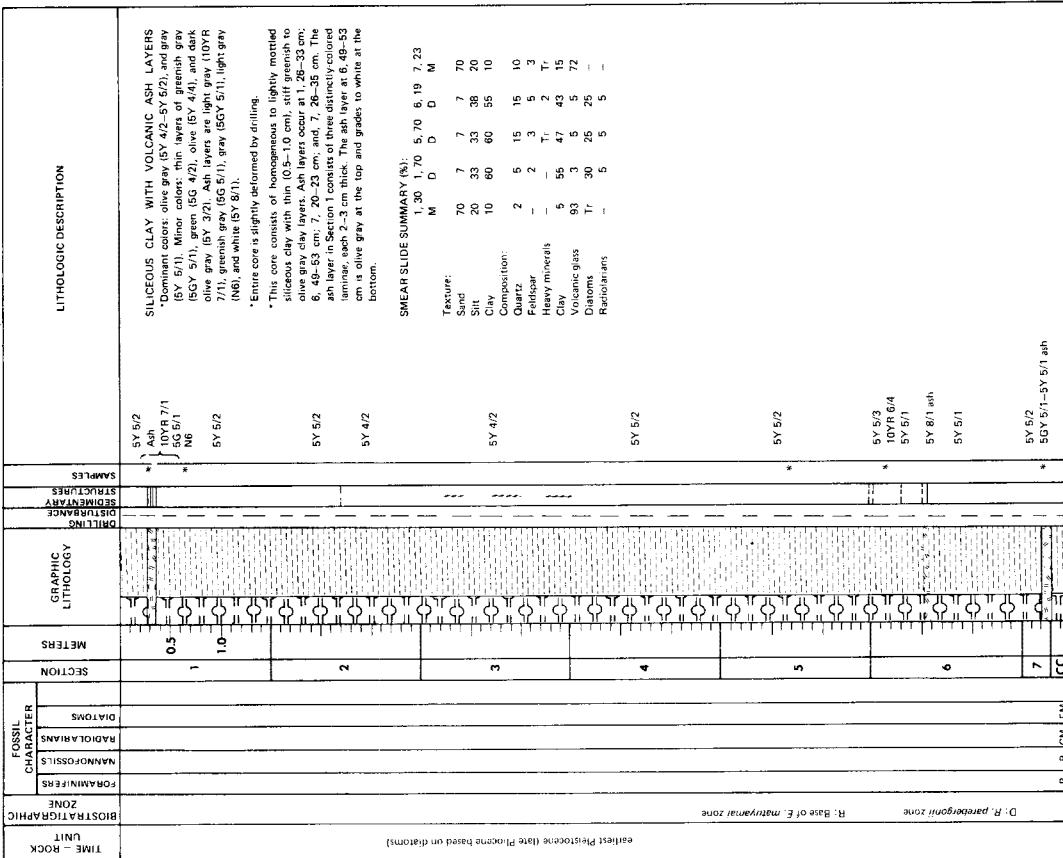 TIME – ROCK UNIT
BIOSTRATIGRAPHIC ZONE
FOSSIL CHARACTER
FORAMINIFERS
NANNOFOSSILS
RADIOLARIANS
DIATOMS
SECTION
METERS
GRAPHIC LITHOLOGY
DRILLING DISTURBANCE
SEDIMENTARY STRUCTURES
SAMPLES
LITHOLOGIC DESCRIPTION
earliest Pleistocene (late Pliocene based on diatoms)
R: Base of E. matuyamai zone
D: R. parebergonii zone
B
B
CM
FM
1
2
3
4
5
6
7
CC
0.5
1.0
*
*
*
*
*
5Y 5/2
Ash
10YR 7/1
5G 5/1
N6
5Y 5/2
5Y 5/2
5Y 4/2
5Y 4/2
5Y 5/2
5Y 5/2
5Y 5/3
10YR 6/4
5Y 5/1
5Y 8/1 ash
5Y 5/1
5Y 5/2
5GY 5/1–5Y 5/1 ash
SILICEOUS CLAY WITH VOLCANIC ASH LAYERS
*Dominant colors: olive gray (5Y 4/2–5Y 5/2), and gray
(5Y 5/1). Minor colors: thin layers of greenish gray
(5GY 5/1), green (5G 4/2), olive (5Y 4/4), and dark
olive gray (5Y 3/2). Ash layers are light gray (10YR
7/1), greenish gray (5G 5/1), gray (5GY 5/1), light gray
(N6), and white (5Y 8/1).
*Entire core is slightly deformed by drilling.
*This core consists of homogeneous to lightly mottled
siliceous clay with thin (0.5–1.0 cm), stiff greenish to
olive gray clay layers. Ash layers occur at 1, 26–33 cm;
6, 49–53 cm; 7, 20–23 cm; and, 7, 26–35 cm. The
ash layer in Section 1 consists of three distinctly-colored
laminae, each 2–3 cm thick. The ash layer at 6, 49–53
cm is olive gray at the top and grades to white at the
bottom.
SMEAR SLIDE SUMMARY (%):
1, 30 1, 70 5, 70 6, 19 7, 23
M D D D M
Texture:
Sand 70 7 7 7 70
Silt 20 33 33 38 20
Clay 10 60 60 55 10
Composition:
Quartz 2 5 15 15 10
Feldspar – 2 3 5 3
Heavy minerals – – Tr 2 Tr
Clay 5 55 47 43 15
Volcanic glass 93 3 5 5 72
Diatoms Tr 30 25 25 –
Radiolarians – 5 5 5 –